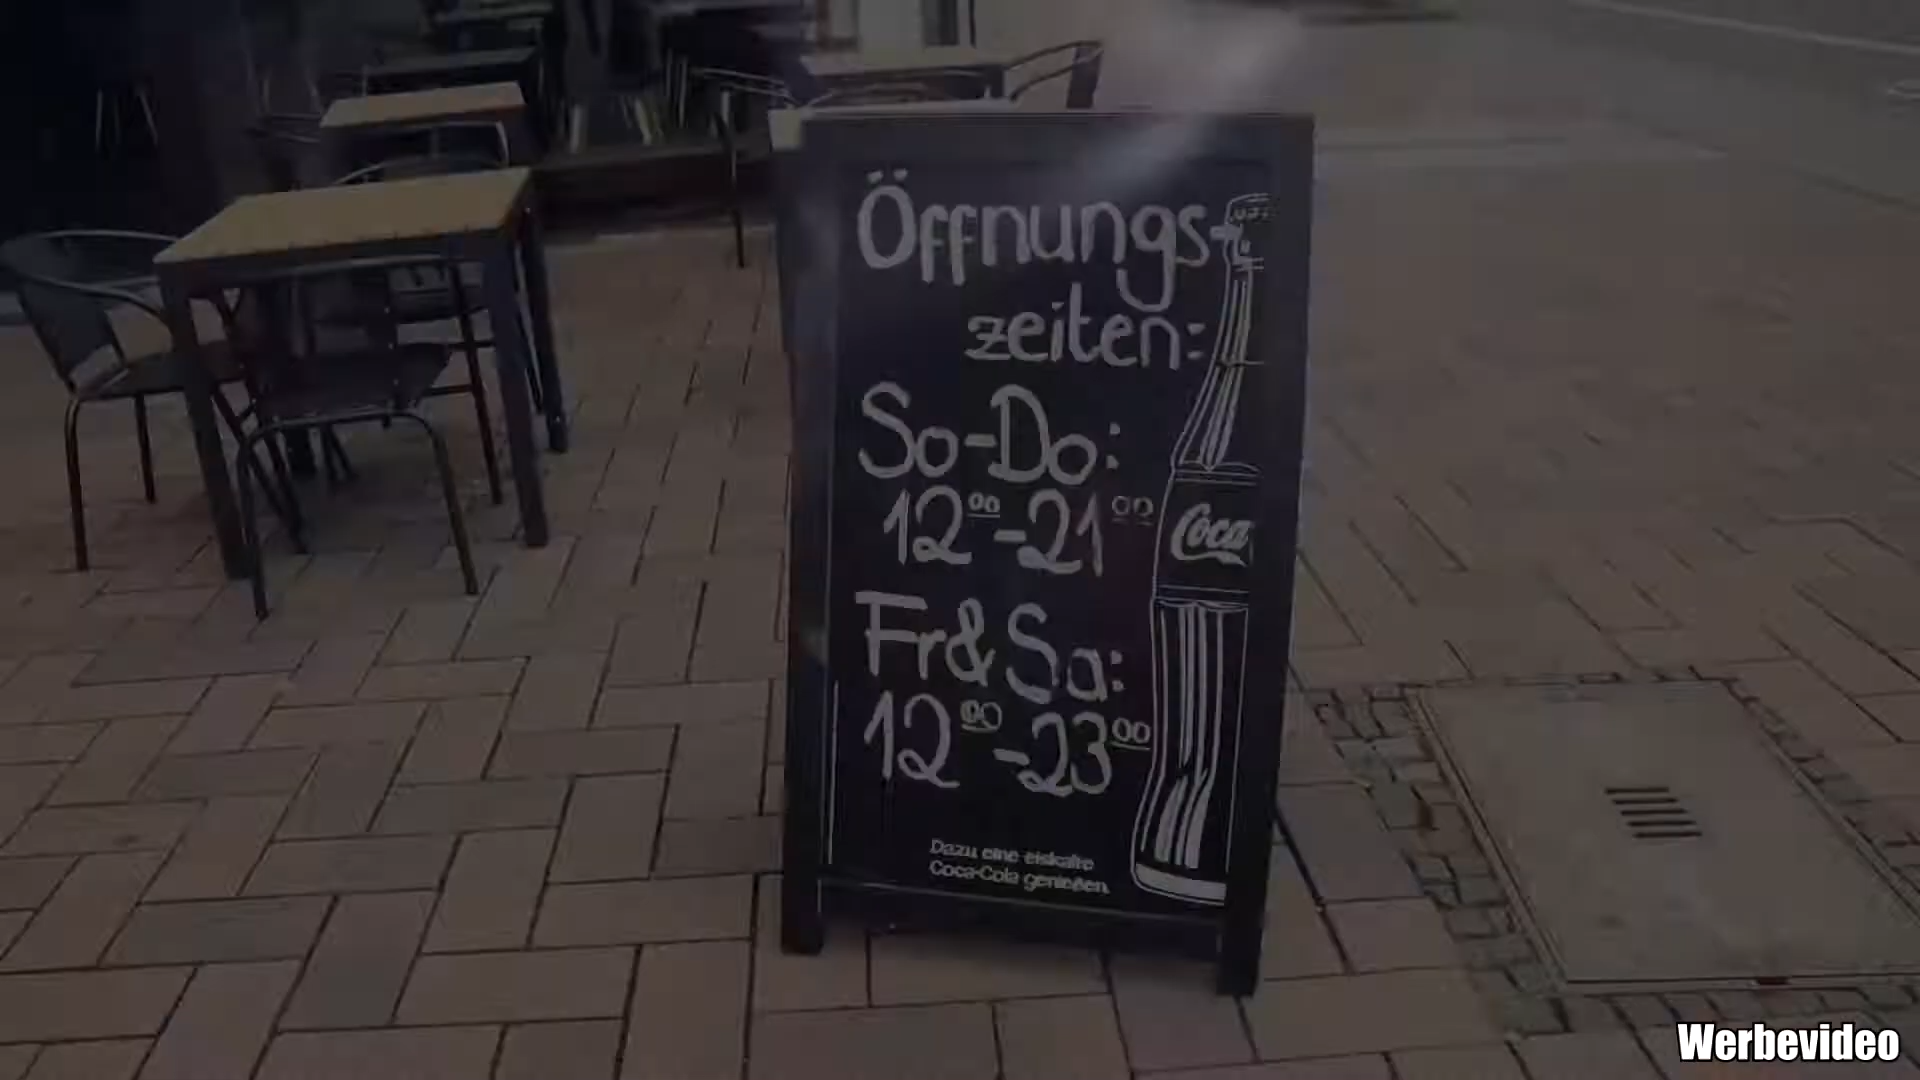 Öffnungs-
zeiten:
So-Do:
12⁰⁰-21⁰⁰
Fr&Sa:
12⁰⁰-23⁰⁰
Coca
Dazu eine eiskalte
Coca-Cola genießen.
Werbevideo